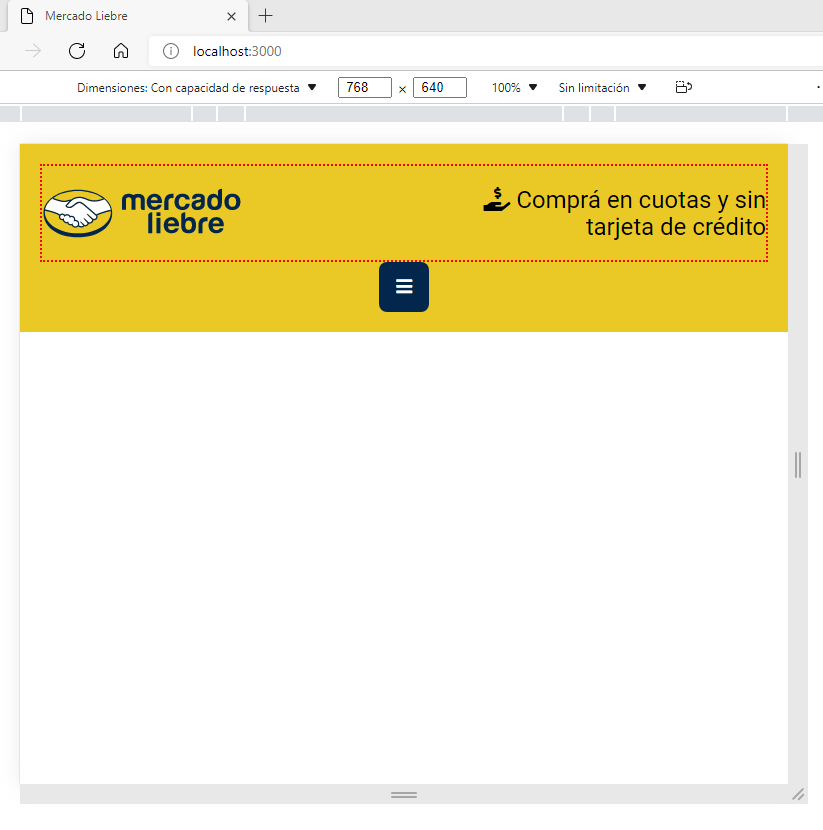 Mercado Liebre
localhost:3000
Dimensiones: Con capacidad de respuesta 768 × 640 100% Sin limitación
mercado
liebre
$ Comprá en cuotas y sin
tarjeta de crédito